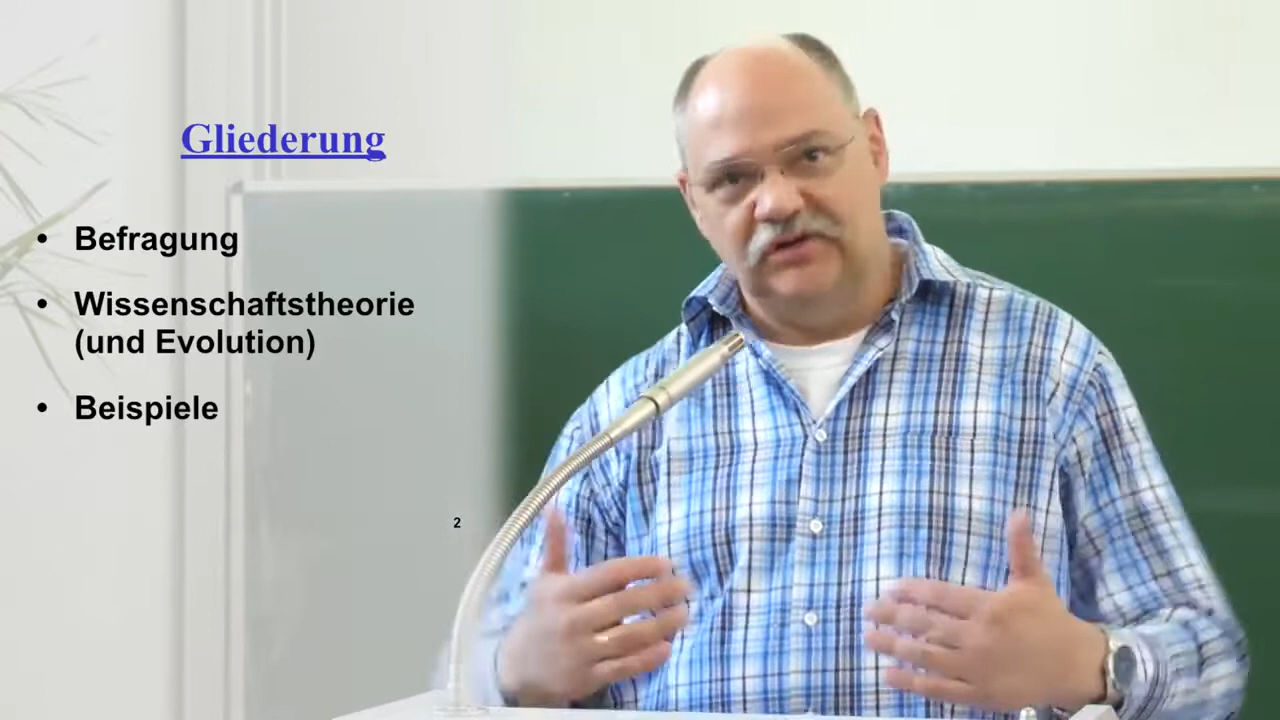 Gliederung
• Befragung
• Wissenschaftstheorie
(und Evolution)
• Beispiele
2